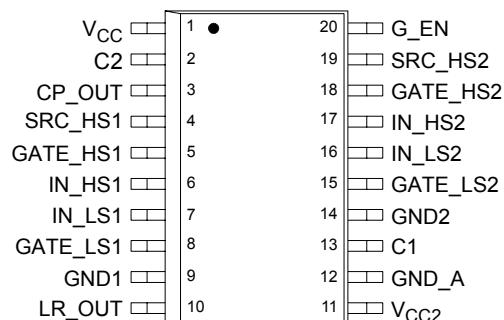 VCC 1 20 G_EN
C2 2 19 SRC_HS2
CP_OUT 3 18 GATE_HS2
SRC_HS1 4 17 IN_HS2
GATE_HS1 5 16 IN_LS2
IN_HS1 6 15 GATE_LS2
IN_LS1 7 14 GND2
GATE_LS1 8 13 C1
GND1 9 12 GND_A
LR_OUT 10 11 VCC2